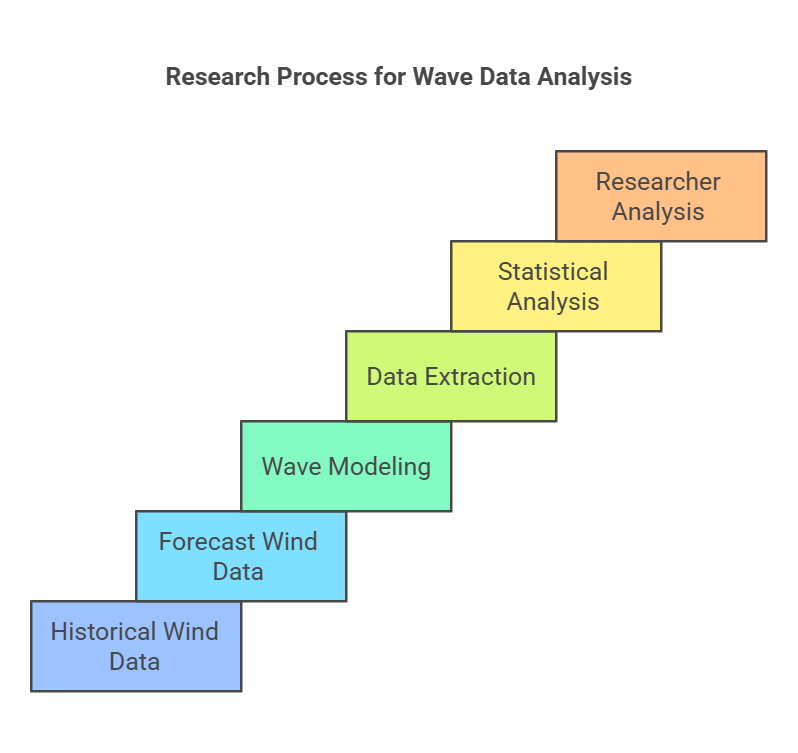 Research Process for Wave Data Analysis
Researcher
Analysis
Statistical
Analysis
Data Extraction
Wave Modeling
Forecast Wind
Data
Historical Wind
Data